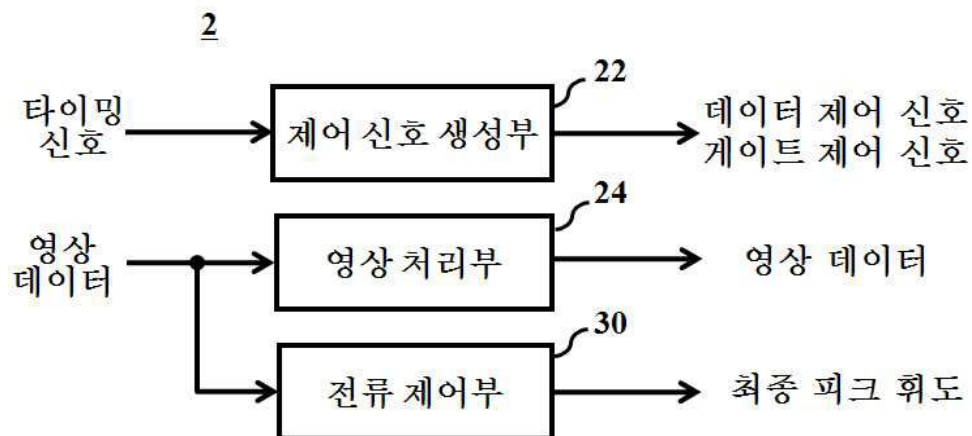 2
22
타이밍
신호
제어 신호 생성부
데이터 제어 신호
게이트 제어 신호
24
영상
데이터
영상 처리부
영상 데이터
30
전류 제어부
최종 피크 휘도